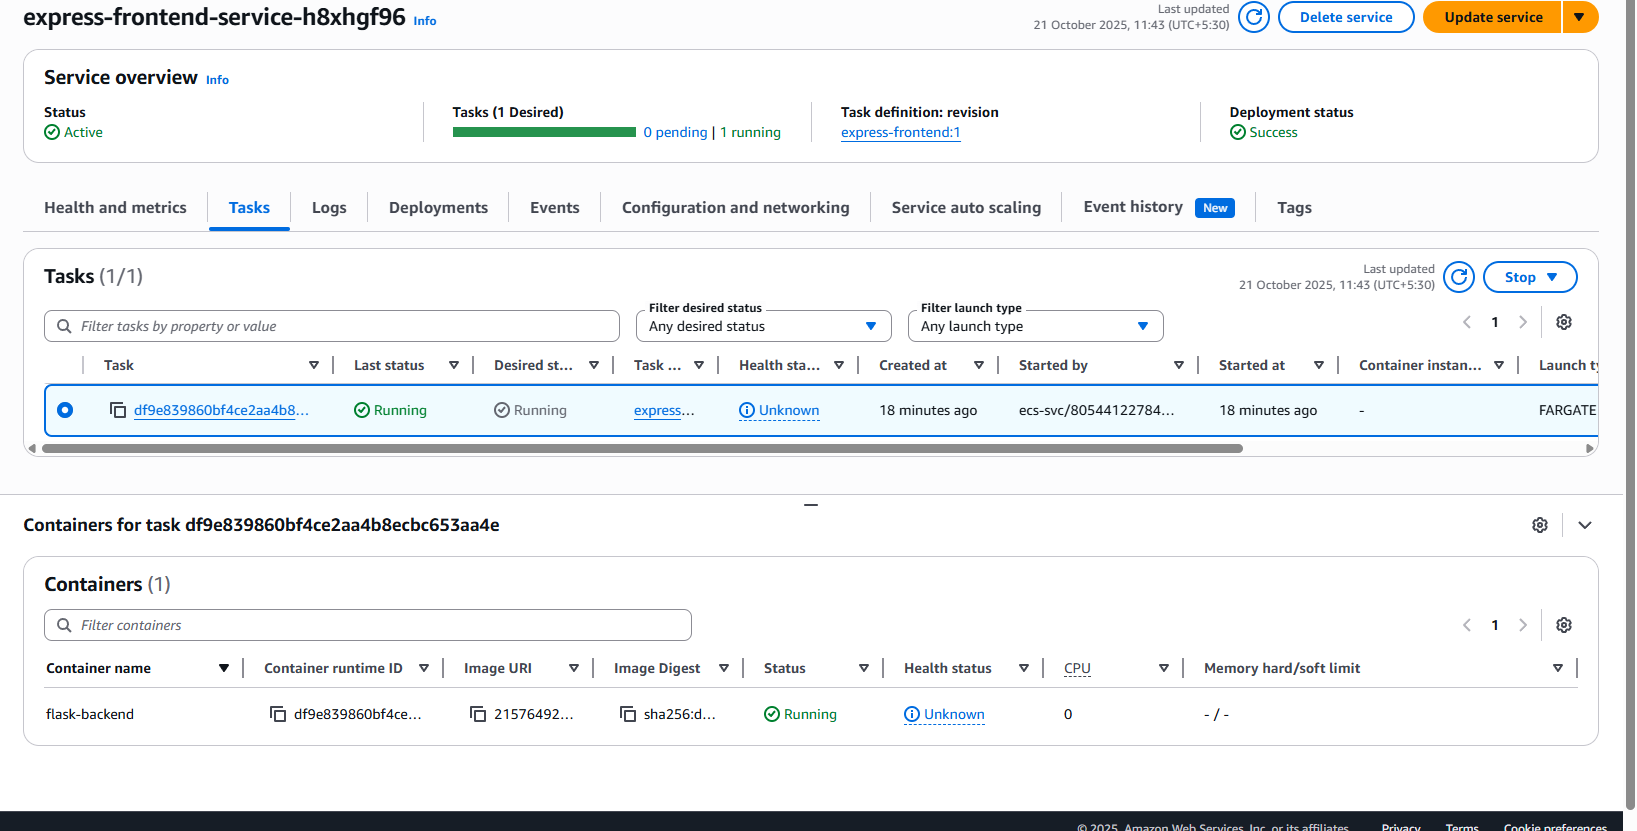 express-frontend-service-h8xhgf96 Info
Last updated
21 October 2025, 11:43 (UTC+5:30)
Delete service
Update service
Service overview Info
Status
Active
Tasks (1 Desired)
0 pending | 1 running
Task definition: revision
express-frontend:1
Deployment status
Success
Health and metrics
Tasks
Logs
Deployments
Events
Configuration and networking
Service auto scaling
Event history New
Tags
Tasks (1/1)
Last updated
21 October 2025, 11:43 (UTC+5:30)
Stop
Filter tasks by property or value
Filter desired status
Any desired status
Filter launch type
Any launch type
1
Task Last status Desired st... Task ... Health sta... Created at Started by Started at Container instan... Launch ty
df9e839860bf4ce2aa4b8... Running Running express... Unknown 18 minutes ago ecs-svc/80544122784... 18 minutes ago - FARGATE
Containers for task df9e839860bf4ce2aa4b8ecbc653aa4e
Containers (1)
Filter containers
1
Container name Container runtime ID Image URI Image Digest Status Health status CPU Memory hard/soft limit
flask-backend df9e839860bf4ce... 21576492... sha256:d... Running Unknown 0 - / -
© 2025, Amazon Web Services, Inc. or its affiliates. Privacy Terms Cookie preferences